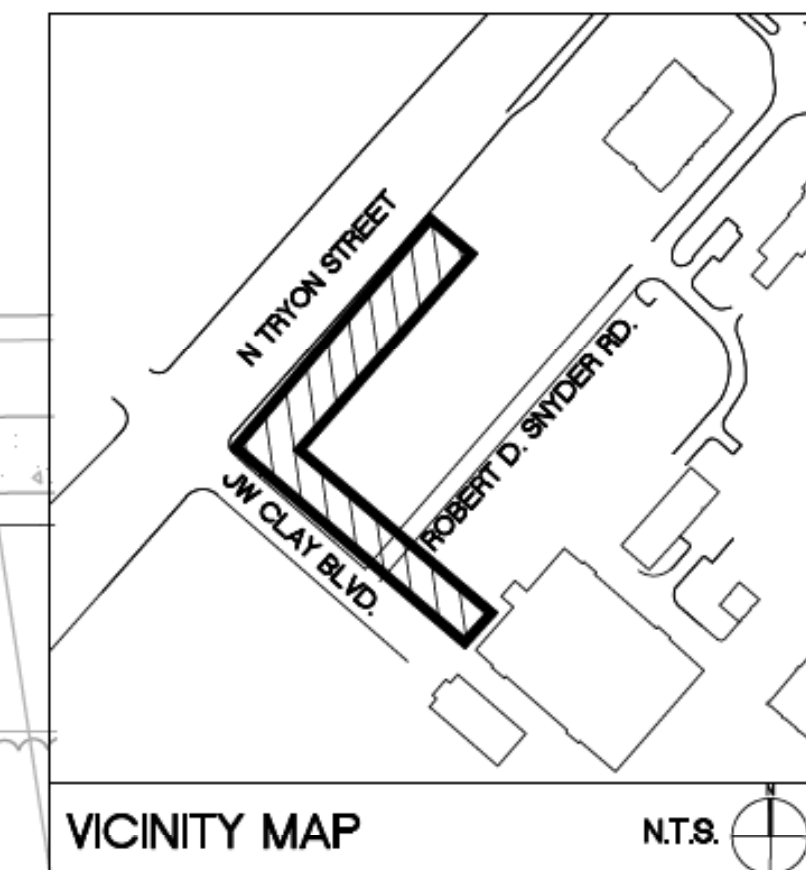 N TRYON STREET
ROBERT D. SNYDER RD.
JW CLAY BLVD.
VICINITY MAP
N.T.S.
N